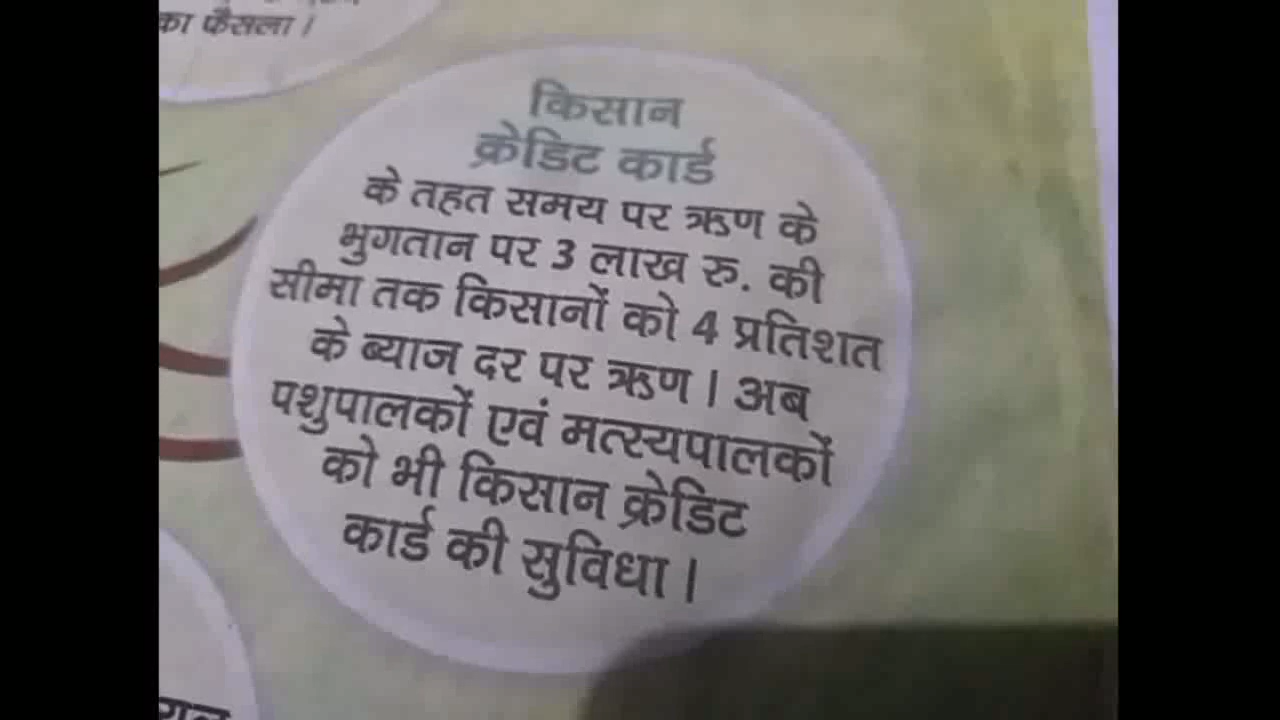 का फैसला।
किसान
क्रेडिट कार्ड
के तहत समय पर ऋण के
भुगतान पर 3 लाख रु. की
सीमा तक किसानों को 4 प्रतिशत
के ब्याज दर पर ऋण। अब
पशुपालकों एवं मत्स्यपालकों
को भी किसान क्रेडिट
कार्ड की सुविधा।